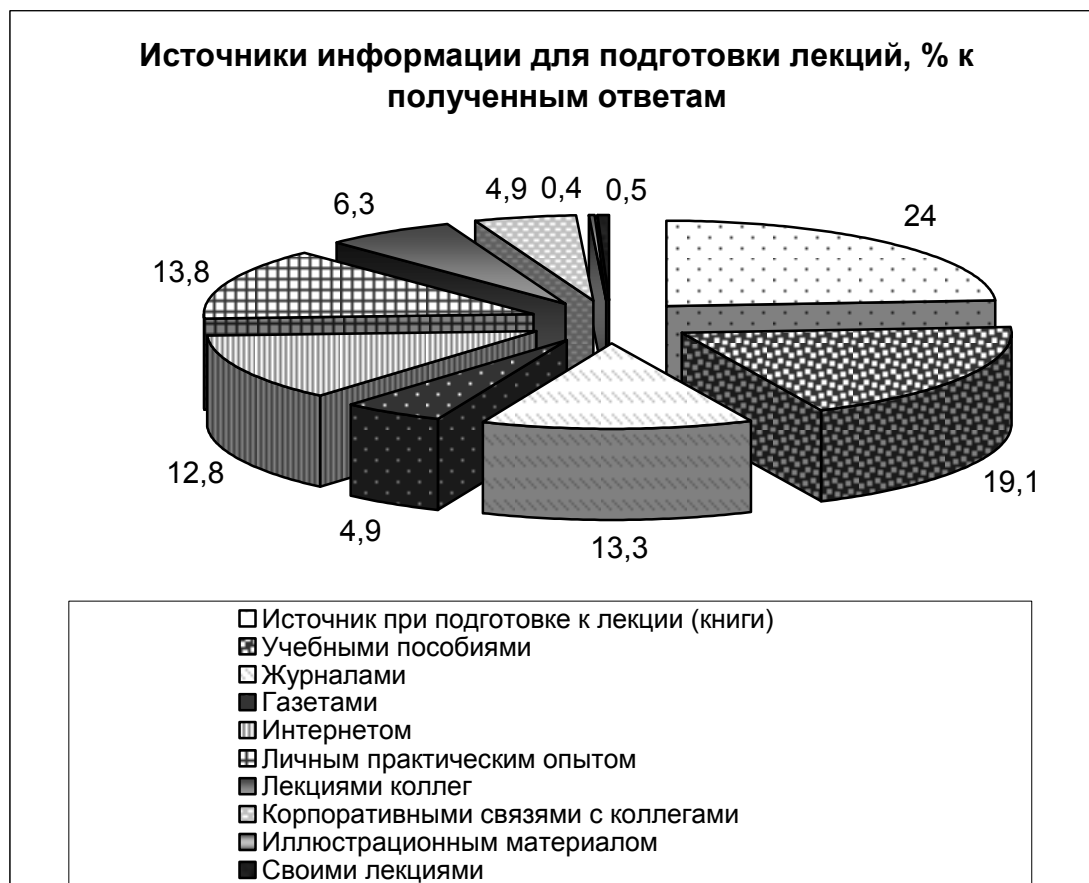 Источники информации для подготовки лекций, % к
полученным ответам
4,9
0,4
0,5
6,3
24
13,8
12,8
19,1
4,9
13,3
Источник при подготовке к лекции (книги)
Учебными пособиями
Журналами
Газетами
Интернетом
Личным практическим опытом
Лекциями коллег
Корпоративными связями с коллегами
Иллюстрационным материалом
Своими лекциями